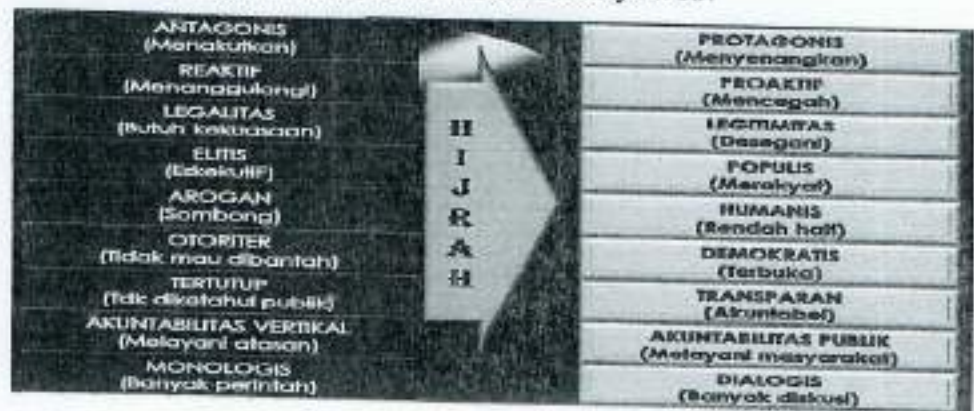 ANTAGONIS
(Menakutkan)
REAKTIF
(Menanggulangi)
LEGALITAS
(Butuh kekuasaan)
ELITIS
(Eksekutif)
AROGAN
(Sombong)
OTORITER
(Tidak mau dibantah)
TERTUTUP
(Tdk diketahui publik)
AKUNTABILITAS VERTIKAL
(Melayani atasan)
MONOLOGIS
(Banyak perintah)
H
I
J
R
A
H
PROTAGONIS
(Menyenangkan)
PROAKTIF
(Mencegah)
LEGITIMITAS
(Disegani)
POPULIS
(Merakyat)
HUMANIS
(Rendah hati)
DEMOKRATIS
(Terbuka)
TRANSPARAN
(Akuntabel)
AKUNTABILITAS PUBLIK
(Melayani masyarakat)
DIALOGIS
(Banyak diskusi)